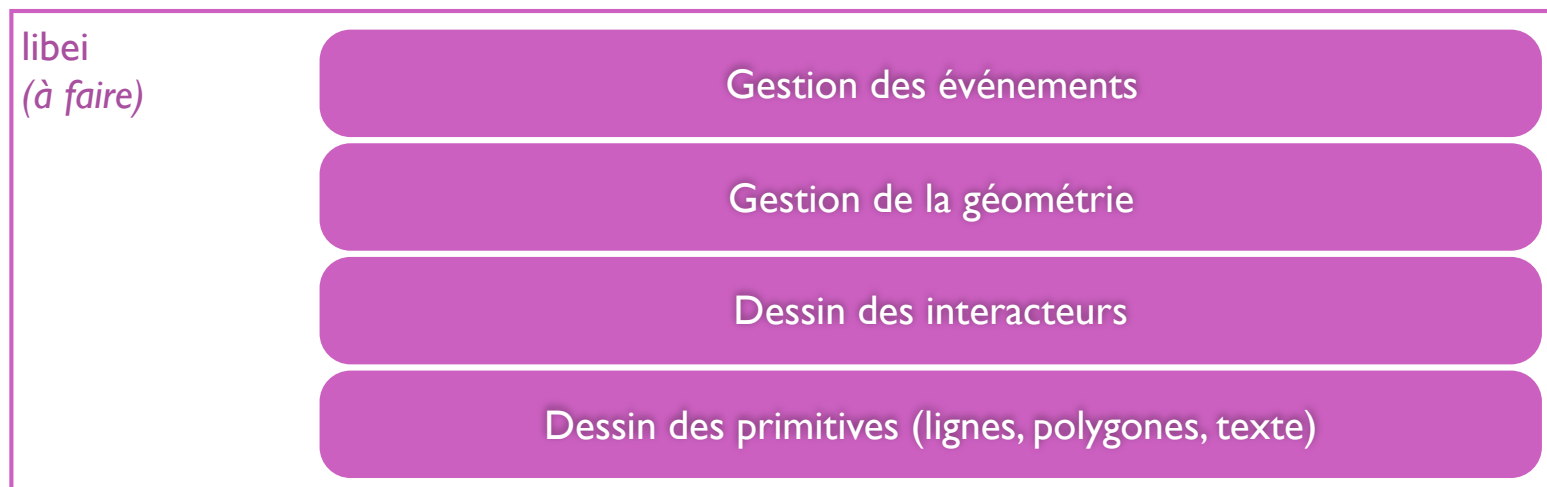 libei
(à faire)
Gestion des événements
Gestion de la géométrie
Dessin des interacteurs
Dessin des primitives (lignes, polygones, texte)